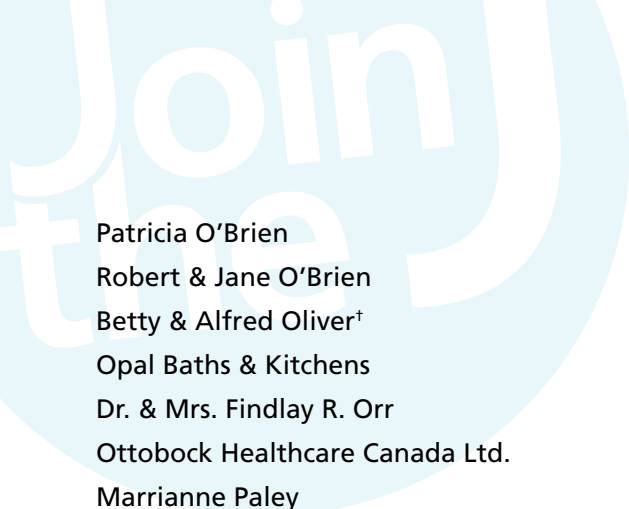 Join
the J
Patricia O’Brien
Robert & Jane O’Brien
Betty & Alfred Oliver†
Opal Baths & Kitchens
Dr. & Mrs. Findlay R. Orr
Ottobock Healthcare Canada Ltd.
Marrianne Paley